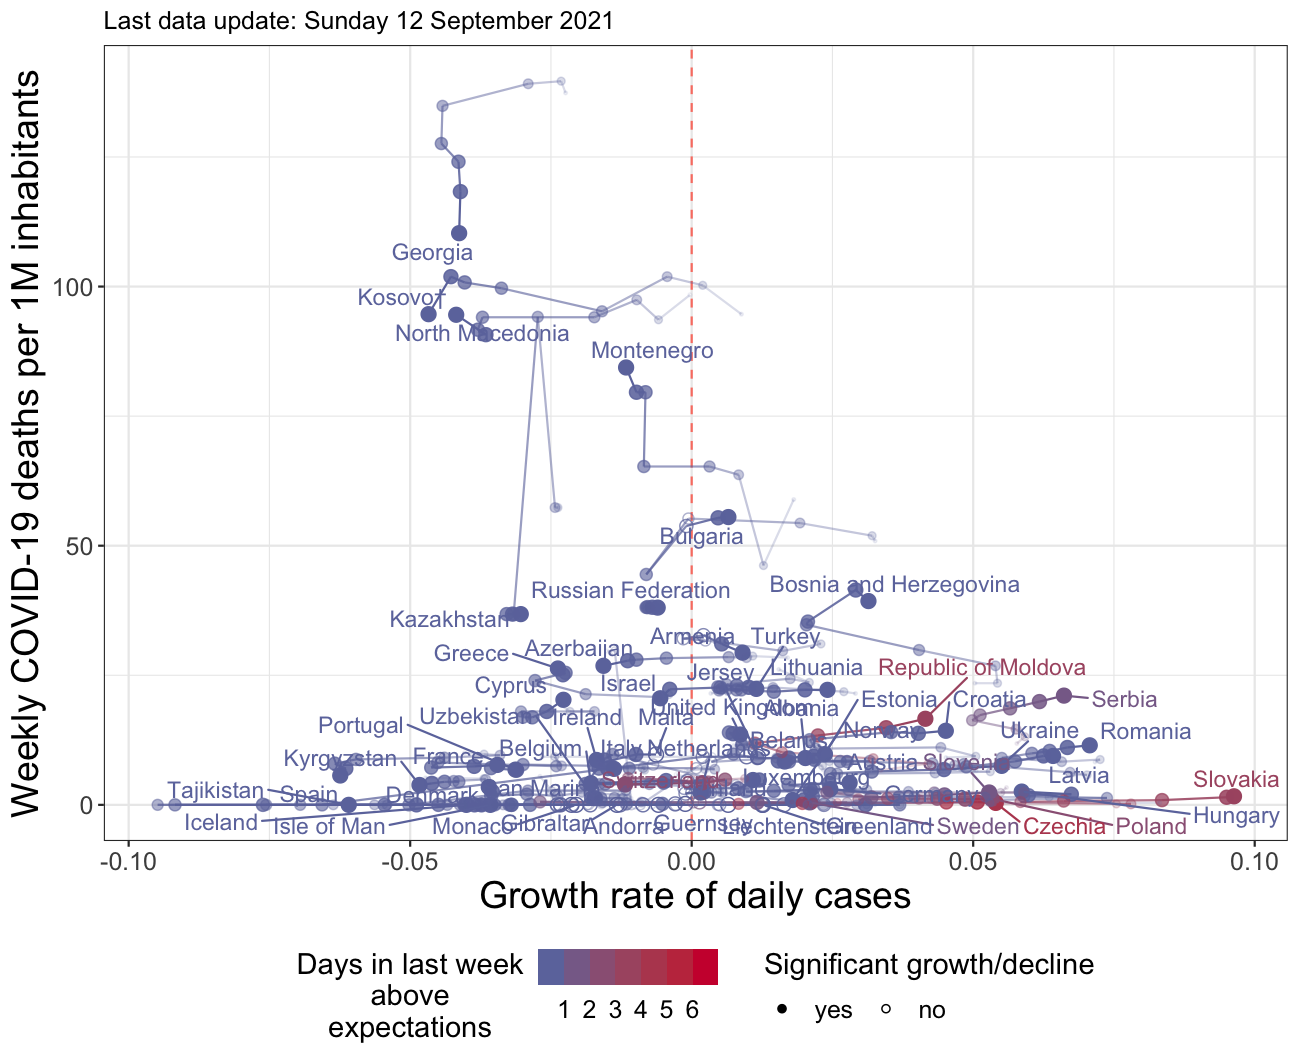 Last data update: Sunday 12 September 2021
Weekly COVID-19 deaths per 1M inhabitants
100
50
0
Georgia
Kosovo†
North Macedonia
Montenegro
Bulgaria
Russian Federation
Bosnia and Herzegovina
Kazakhstan
Armenia
Turkey
Greece
Azerbaijan
Jersey
Lithuania
Republic of Moldova
Cyprus
Israel
United Kingdom
Albania
Estonia
Croatia
Serbia
Portugal
Uzbekistan
Ireland
Malta
Belarus
Norway
Ukraine
Romania
Kyrgyzstan
France
Belgium
Italy
Netherlands
Austria
Slovenia
Latvia
Slovakia
Tajikistan
Spain
Denmark
San Marino
Switzerland
Luxembourg
Germany
Hungary
Iceland
Isle of Man
Monaco
Gibraltar
Andorra
Guernsey
Liechtenstein
Greenland
Sweden
Czechia
Poland
-0.10
-0.05
0.00
0.05
0.10
Growth rate of daily cases
Days in last week
above
expectations
1 2 3 4 5 6
Significant growth/decline
yes
no